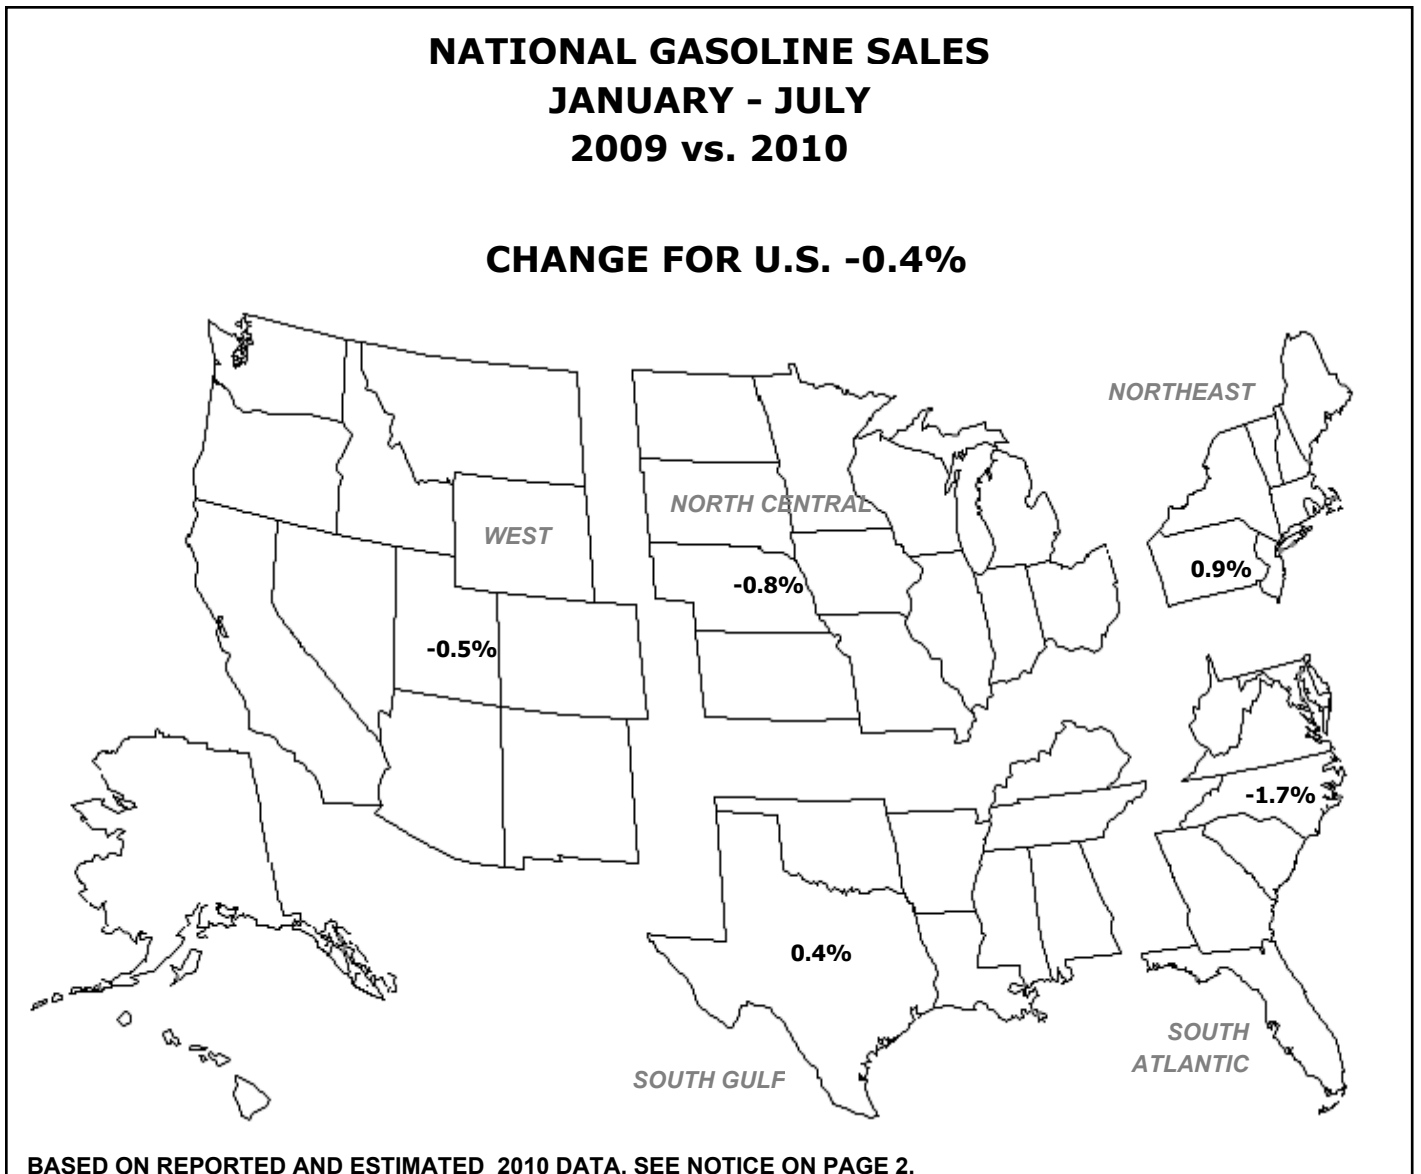 NATIONAL GASOLINE SALES
JANUARY - JULY
2009 vs. 2010
CHANGE FOR U.S. -0.4%
NORTHEAST
NORTH CENTRAL
WEST
0.9%
-0.8%
-0.5%
-1.7%
0.4%
SOUTH
ATLANTIC
SOUTH GULF
BASED ON REPORTED AND ESTIMATED  2010 DATA. SEE NOTICE ON PAGE 2.